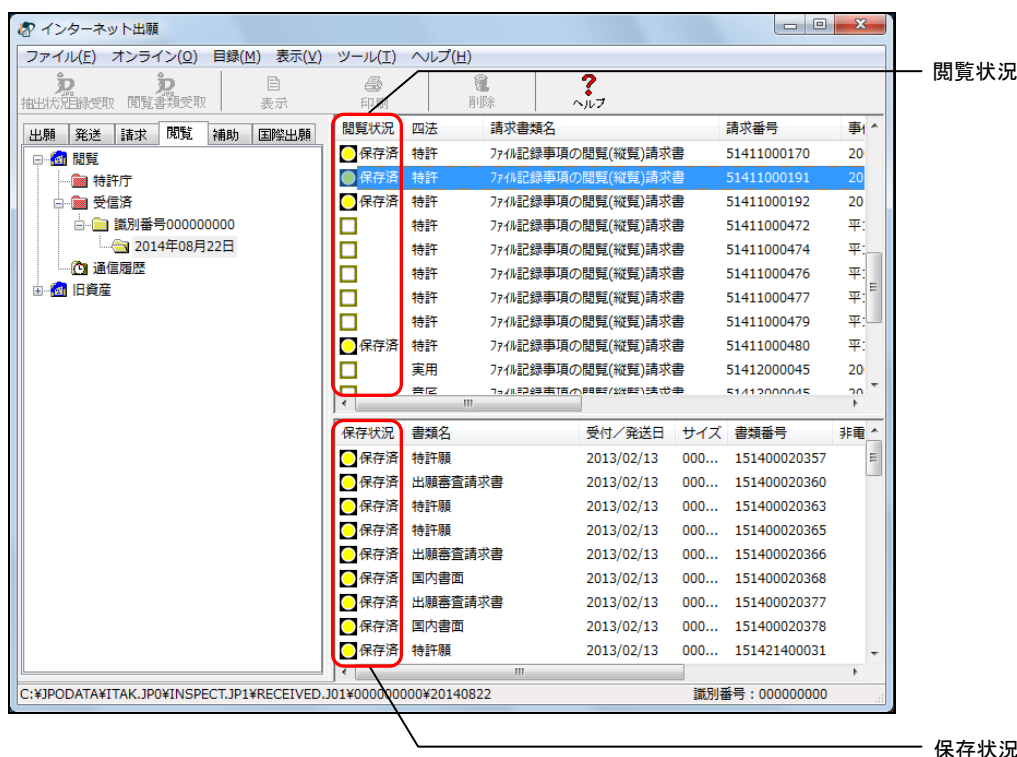 インターネット出願
ファイル(F) オンライン(O) 目録(M) 表示(V) ツール(T) ヘルプ(H)
抽出状況目録受取 閲覧書類受取 表示 印刷 削除 ヘルプ
出願 発送 請求 閲覧 補助 国際出願
閲覧
特許庁
受信済
識別番号000000000
2014年08月22日
通信履歴
旧資産
閲覧状況 四法 請求書類名 請求番号
保存済 特許 ファイル記録事項の閲覧(縦覧)請求書 51411000170 20
保存済 特許 ファイル記録事項の閲覧(縦覧)請求書 51411000191 20
保存済 特許 ファイル記録事項の閲覧(縦覧)請求書 51411000192 20
特許 ファイル記録事項の閲覧(縦覧)請求書 51411000472 平
特許 ファイル記録事項の閲覧(縦覧)請求書 51411000474 平
特許 ファイル記録事項の閲覧(縦覧)請求書 51411000476 平
特許 ファイル記録事項の閲覧(縦覧)請求書 51411000477 平
特許 ファイル記録事項の閲覧(縦覧)請求書 51411000479 平
保存済 特許 ファイル記録事項の閲覧(縦覧)請求書 51411000480 平
実用 ファイル記録事項の閲覧(縦覧)請求書 51412000045 20
意匠 ファイル記録事項の閲覧(縦覧)請求書 51412000045 20
保存状況 書類名 受付／発送日 サイズ 書類番号 非電
保存済 特許願 2013/02/13 000... 151400020357
保存済 出願審査請求書 2013/02/13 000... 151400020360
保存済 特許願 2013/02/13 000... 151400020363
保存済 特許願 2013/02/13 000... 151400020365
保存済 出願審査請求書 2013/02/13 000... 151400020366
保存済 国内書面 2013/02/13 000... 151400020368
保存済 出願審査請求書 2013/02/13 000... 151400020377
保存済 国内書面 2013/02/13 000... 151400020378
保存済 特許願 2013/02/13 000... 151421400031
C:¥JPODATA¥ITAK.JP0¥INSPECT.JP1¥RECEIVED.J01¥000000000¥20140822 識別番号：000000000
閲覧状況
保存状況